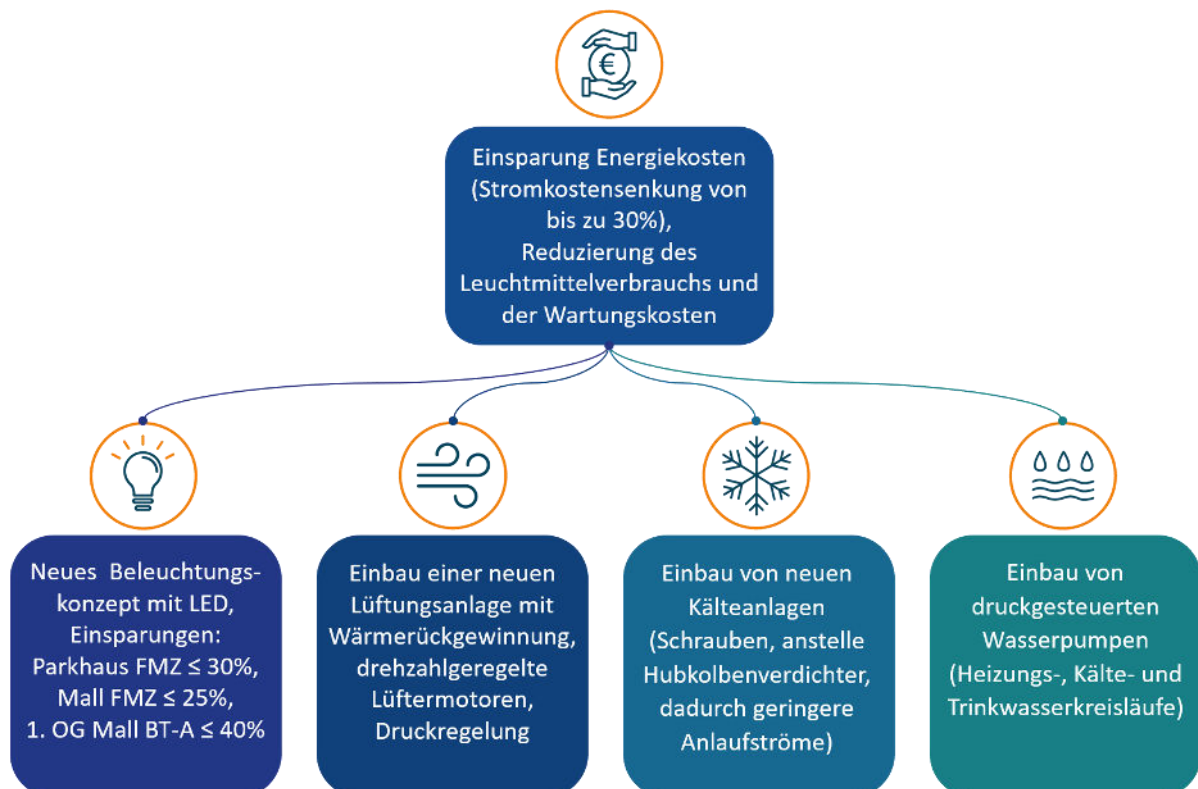 €
Einsparung Energiekosten
(Stromkostensenkung von
bis zu 30%),
Reduzierung des
Leuchtmittelverbrauchs und
der Wartungskosten
Neues Beleuchtungs-
konzept mit LED,
Einsparungen:
Parkhaus FMZ ≤ 30%,
Mall FMZ ≤ 25%,
1. OG Mall BT-A ≤ 40%
Einbau einer neuen
Lüftungsanlage mit
Wärmerückgewinnung,
drehzahlgeregelte
Lüftermotoren,
Druckregelung
Einbau von neuen
Kälteanlagen
(Schrauben, anstelle
Hubkolbenverdichter,
dadurch geringere
Anlaufströme)
Einbau von
druckgesteuerten
Wasserpumpen
(Heizungs-, Kälte- und
Trinkwasserkreisläufe)